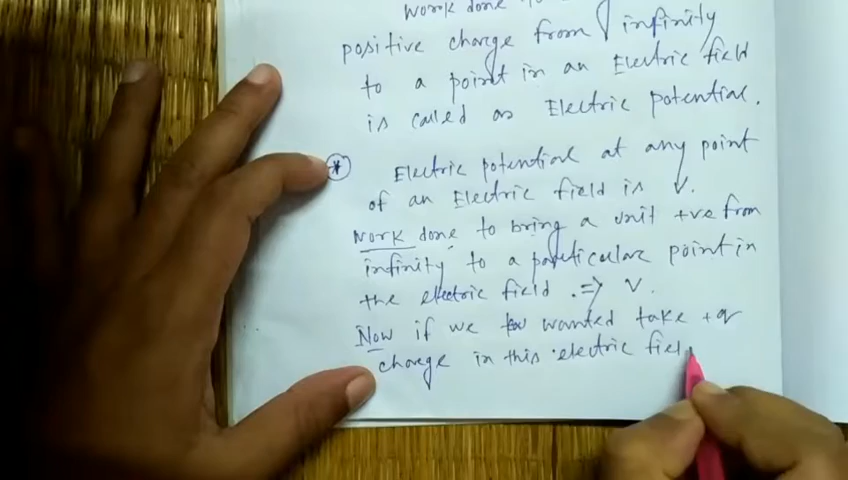 work done to
positive charge from infinity
to a point in an Electric field
is called as Electric potential.
* Electric potential at any point
of an Electric field is V.
Work done to bring a unit +ve from
infinity to a particular point in
the electric field . => V.
Now if we wanted take +q
charge in this electric fiel